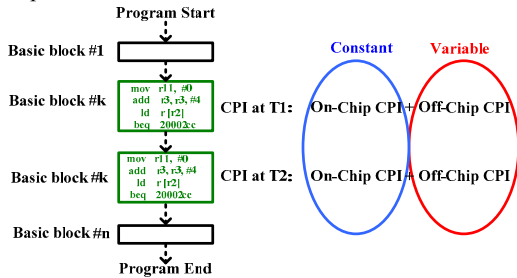 Program Start
Basic block #1
Constant
Variable
Basic block #k
mov r11, #0
add r3, r3, #4
ld r [r2]
beq 20002cc
CPI at T1: On-Chip CPI + Off-Chip CPI
Basic block #k
mov r11, #0
add r3, r3, #4
ld r [r2]
beq 20002cc
CPI at T2: On-Chip CPI + Off-Chip CPI
Basic block #n
Program End